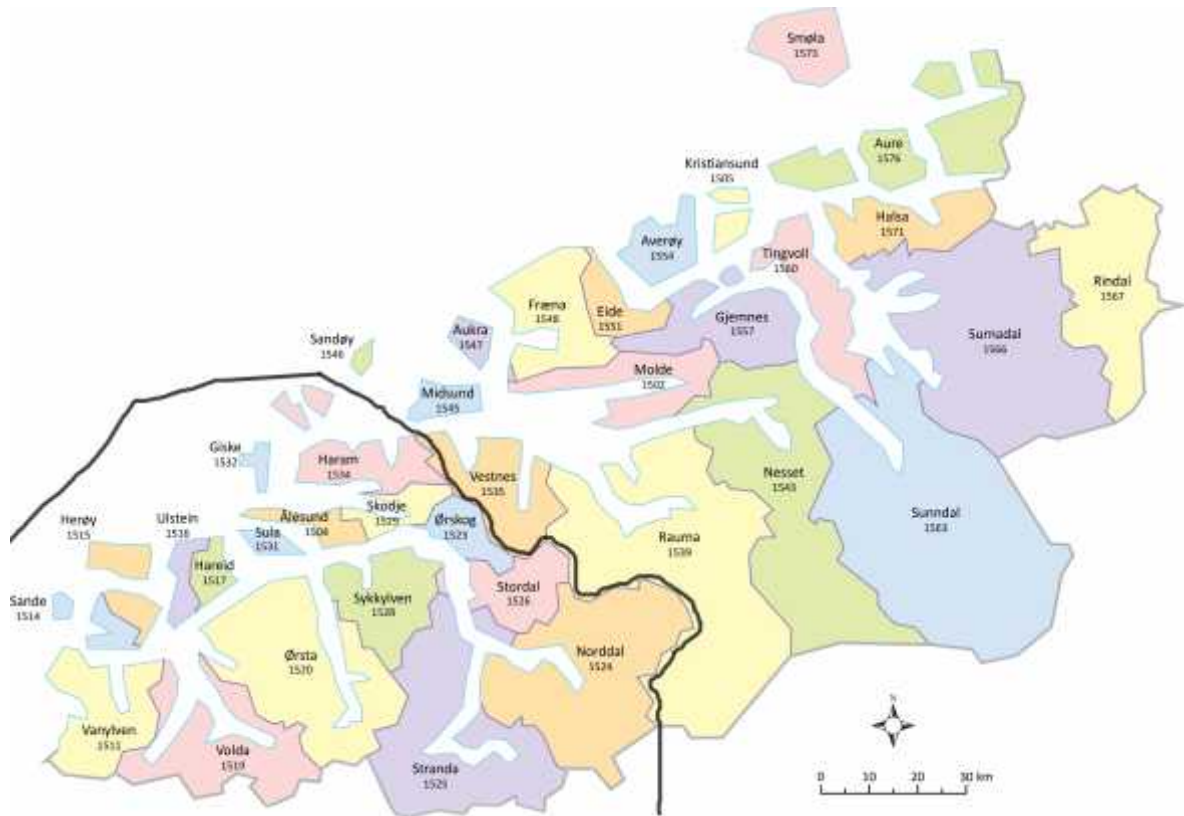 Smøla
1573
Aure
1576
Kristiansund
1505
Halsa
1571
Averøy
1554
Tingvoll
1560
Rindal
1567
Fræna
1548
Eide
1551
Gjemnes
1557
Surnadal
1566
Aukra
1547
Sandøy
1546
Molde
1502
Midsund
1545
Giske
1532
Haram
1534
Vestnes
1535
Nesset
1543
Sunndal
1563
Herøy
1515
Ulstein
1516
Ålesund
1504
Skodje
1529
Ørskog
1523
Sula
1531
Rauma
1539
Hareid
1517
Sande
1514
Sykkylven
1528
Stordal
1526
Ørsta
1520
Norddal
1524
Vanylven
1511
Volda
1519
Stranda
1525
N
0 10 20 30 km